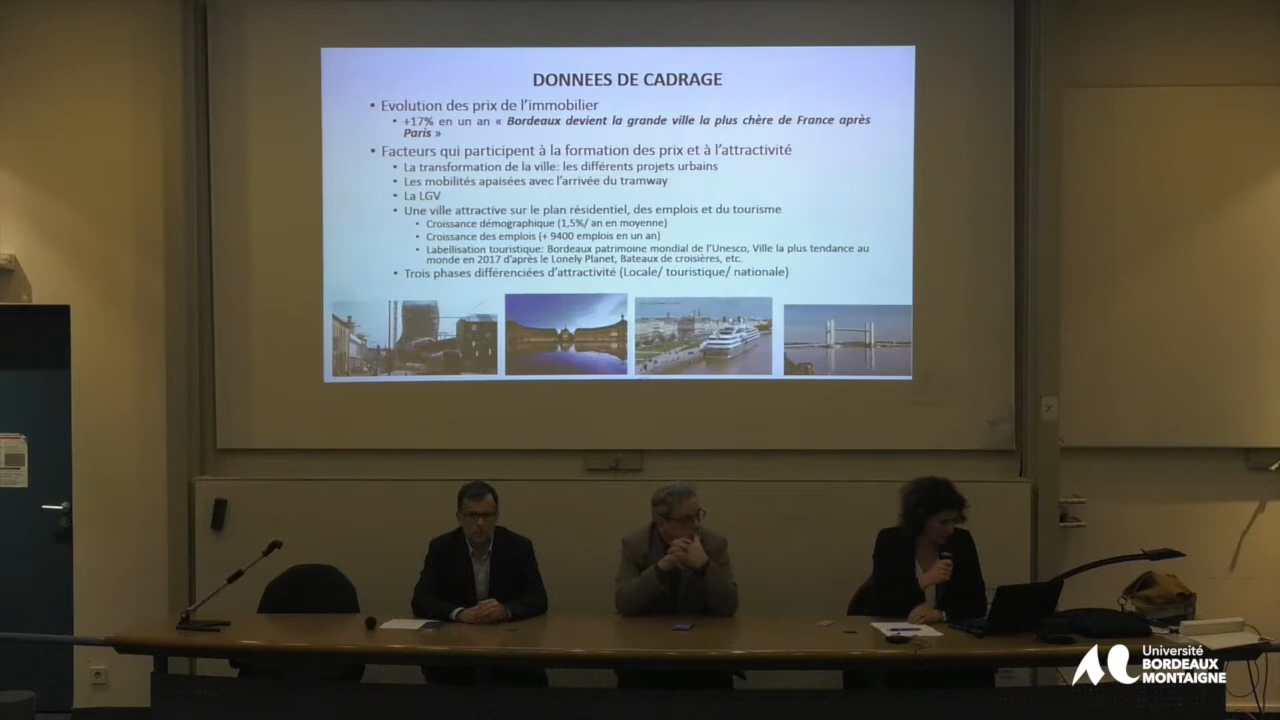 DONNEES DE CADRAGE
• Evolution des prix de l'immobilier
• +17% en un an « Bordeaux devient la grande ville la plus chère de France après
Paris »
• Facteurs qui participent à la formation des prix et à l'attractivité
• La transformation de la ville: les différents projets urbains
• Les mobilités apaisées avec l'arrivée du tramway
• La LGV
• Une ville attractive sur le plan résidentiel, des emplois et du tourisme
• Croissance démographique (1,5%/ an en moyenne)
• Croissance des emplois (+ 9400 emplois en un an)
• Labellisation touristique: Bordeaux patrimoine mondial de l'Unesco, Ville la plus tendance au
monde en 2017 d'après le Lonely Planet, Bateaux de croisières, etc.
• Trois phases différenciées d'attractivité (Locale/ touristique/ nationale)
Université
BORDEAUX
MONTAIGNE